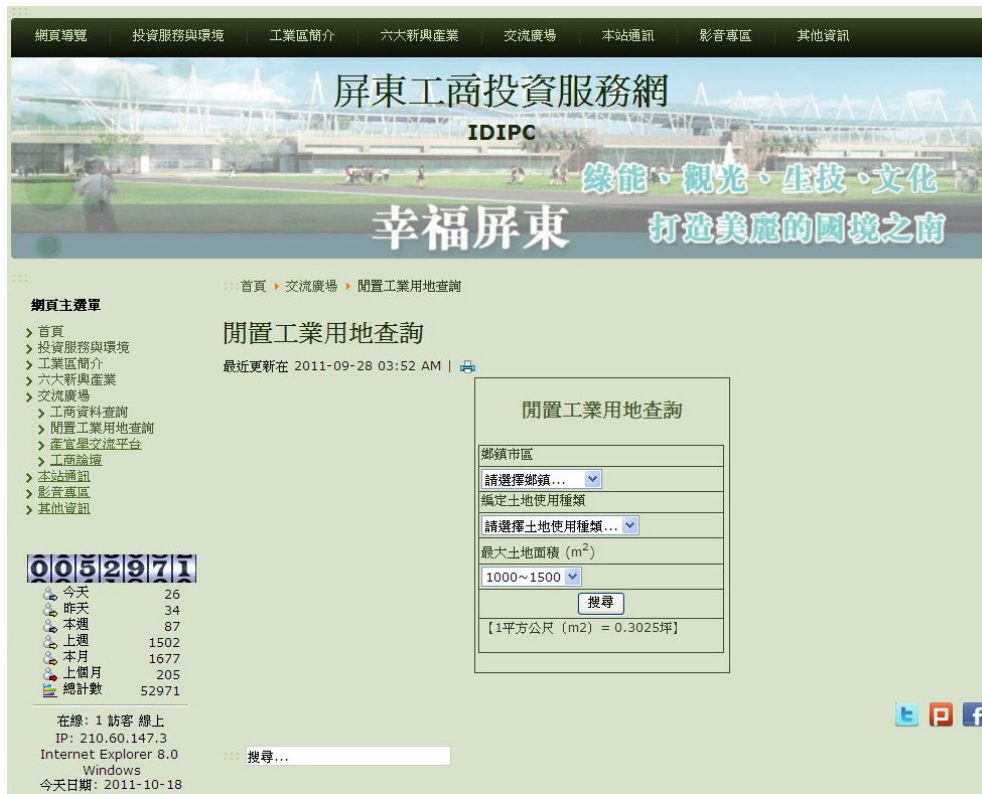 網頁導覽 投資服務與環境 工業區簡介 六大新興產業 交流廣場 本站通訊 影音專區 其他資訊
屏東工商投資服務網
IDIPC
綠能、觀光、生技、文化
幸福屏東 打造美麗的國境之南
網頁主選單
首頁
投資服務與環境
工業區簡介
六大新興產業
交流廣場
工商資料查詢
閒置工業用地查詢
產官學交流平台
工商論壇
本站通訊
影音專區
其他資訊
0052971
今天 26
昨天 34
本週 87
上週 1502
本月 1677
上個月 205
總計數 52971
在線: 1 訪客 線上
IP: 210.60.147.3
Internet Explorer 8.0
Windows
今天日期: 2011-10-18
首頁 交流廣場 閒置工業用地查詢
閒置工業用地查詢
最近更新在 2011-09-28 03:52 AM |
閒置工業用地查詢
鄉鎮市區
請選擇鄉鎮...
編定土地使用種類
請選擇土地使用種類...
最大土地面積 (m²)
1000~1500
搜尋
【1平方公尺 (m2) = 0.3025坪】
搜尋...